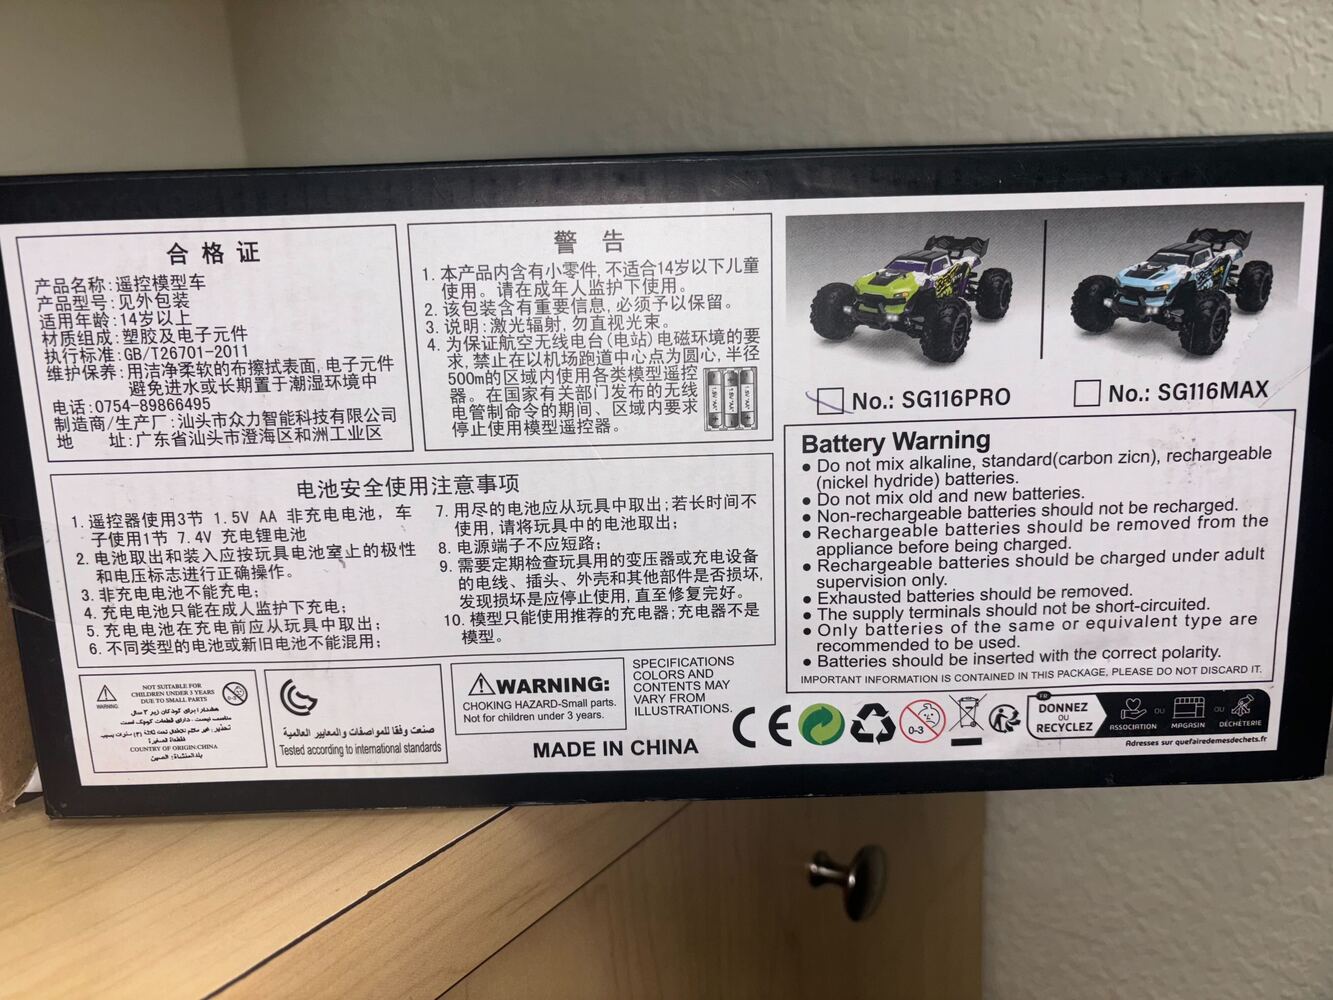 合格证
产品名称:遥控模型车
产品型号:见外包装
适用年龄:14岁以上
材质组成:塑胶及电子元件
执行标准:GB/T26701-2011
维护保养:用洁净柔软的布擦拭表面,电子元件
避免进水或长期置于潮湿环境中
电话:0754-89866495
制造商/生产厂:汕头市众力智能科技有限公司
地 址:广东省汕头市澄海区和洲工业区
警告
1. 本产品内含有小零件,不适合14岁以下儿童
使用。请在成年人监护下使用。
2. 该包装含有重要信息,必须予以保留。
3. 说明:激光辐射,勿直视光束。
4. 为保证航空无线电台(电站)电磁环境的要
求,禁止在以机场跑道中心点为圆心,半径
500m的区域内使用各类模型遥控
器。在国家有关部门发布的无线
电管制命令的期间、区域内要求
停止使用模型遥控器。
1.5V "AA"
No.: SG116PRO
No.: SG116MAX
电池安全使用注意事项
1. 遥控器使用3节 1.5V AA 非充电电池，车
子使用1节 7.4V 充电锂电池
2. 电池取出和装入应按玩具电池室上的极性
和电压标志进行正确操作。
3. 非充电电池不能充电;
4. 充电电池只能在成人监护下充电;
5. 充电电池在充电前应从玩具中取出;
6. 不同类型的电池或新旧电池不能混用;
7. 用尽的电池应从玩具中取出;若长时间不
使用,请将玩具中的电池取出;
8. 电源端子不应短路;
9. 需要定期检查玩具用的变压器或充电设备
的电线、插头、外壳和其他部件是否损坏,
发现损坏是应停止使用,直至修复完好。
10. 模型只能使用推荐的充电器;充电器不是
模型。
Battery Warning
● Do not mix alkaline, standard(carbon zicn), rechargeable
(nickel hydride) batteries.
● Do not mix old and new batteries.
● Non-rechargeable batteries should not be recharged.
● Rechargeable batteries should be removed from the
appliance before being charged.
● Rechargeable batteries should be charged under adult
supervision only.
● Exhausted batteries should be removed.
● The supply terminals should not be short-circuited.
● Only batteries of the same or equivalent type are
recommended to be used.
● Batteries should be inserted with the correct polarity.
IMPORTANT INFORMATION IS CONTAINED IN THIS PACKAGE, PLEASE DO NOT DISCARD IT.
WARNING
NOT SUITABLE FOR
CHILDREN UNDER 3 YEARS
DUE TO SMALL PARTS
0-3
هشدار: برای کودکان زیر ۳ سال
مناسب نیست. دارای قطعات کوچک است
COUNTRY OF ORIGIN:CHINA
بلد المنشأ: الصين
صنعت وفقا للمواصفات والمعايير العالمية
Tested according to international standards
WARNING:
CHOKING HAZARD-Small parts.
Not for children under 3 years.
SPECIFICATIONS
COLORS AND
CONTENTS MAY
VARY FROM
ILLUSTRATIONS.
MADE IN CHINA
CE
0-3
FR
DONNEZ
OU
RECYCLEZ
ASSOCIATION
OU
MAGASIN
OU
DÉCHÈTERIE
Adresses sur quefairedemesdechets.fr